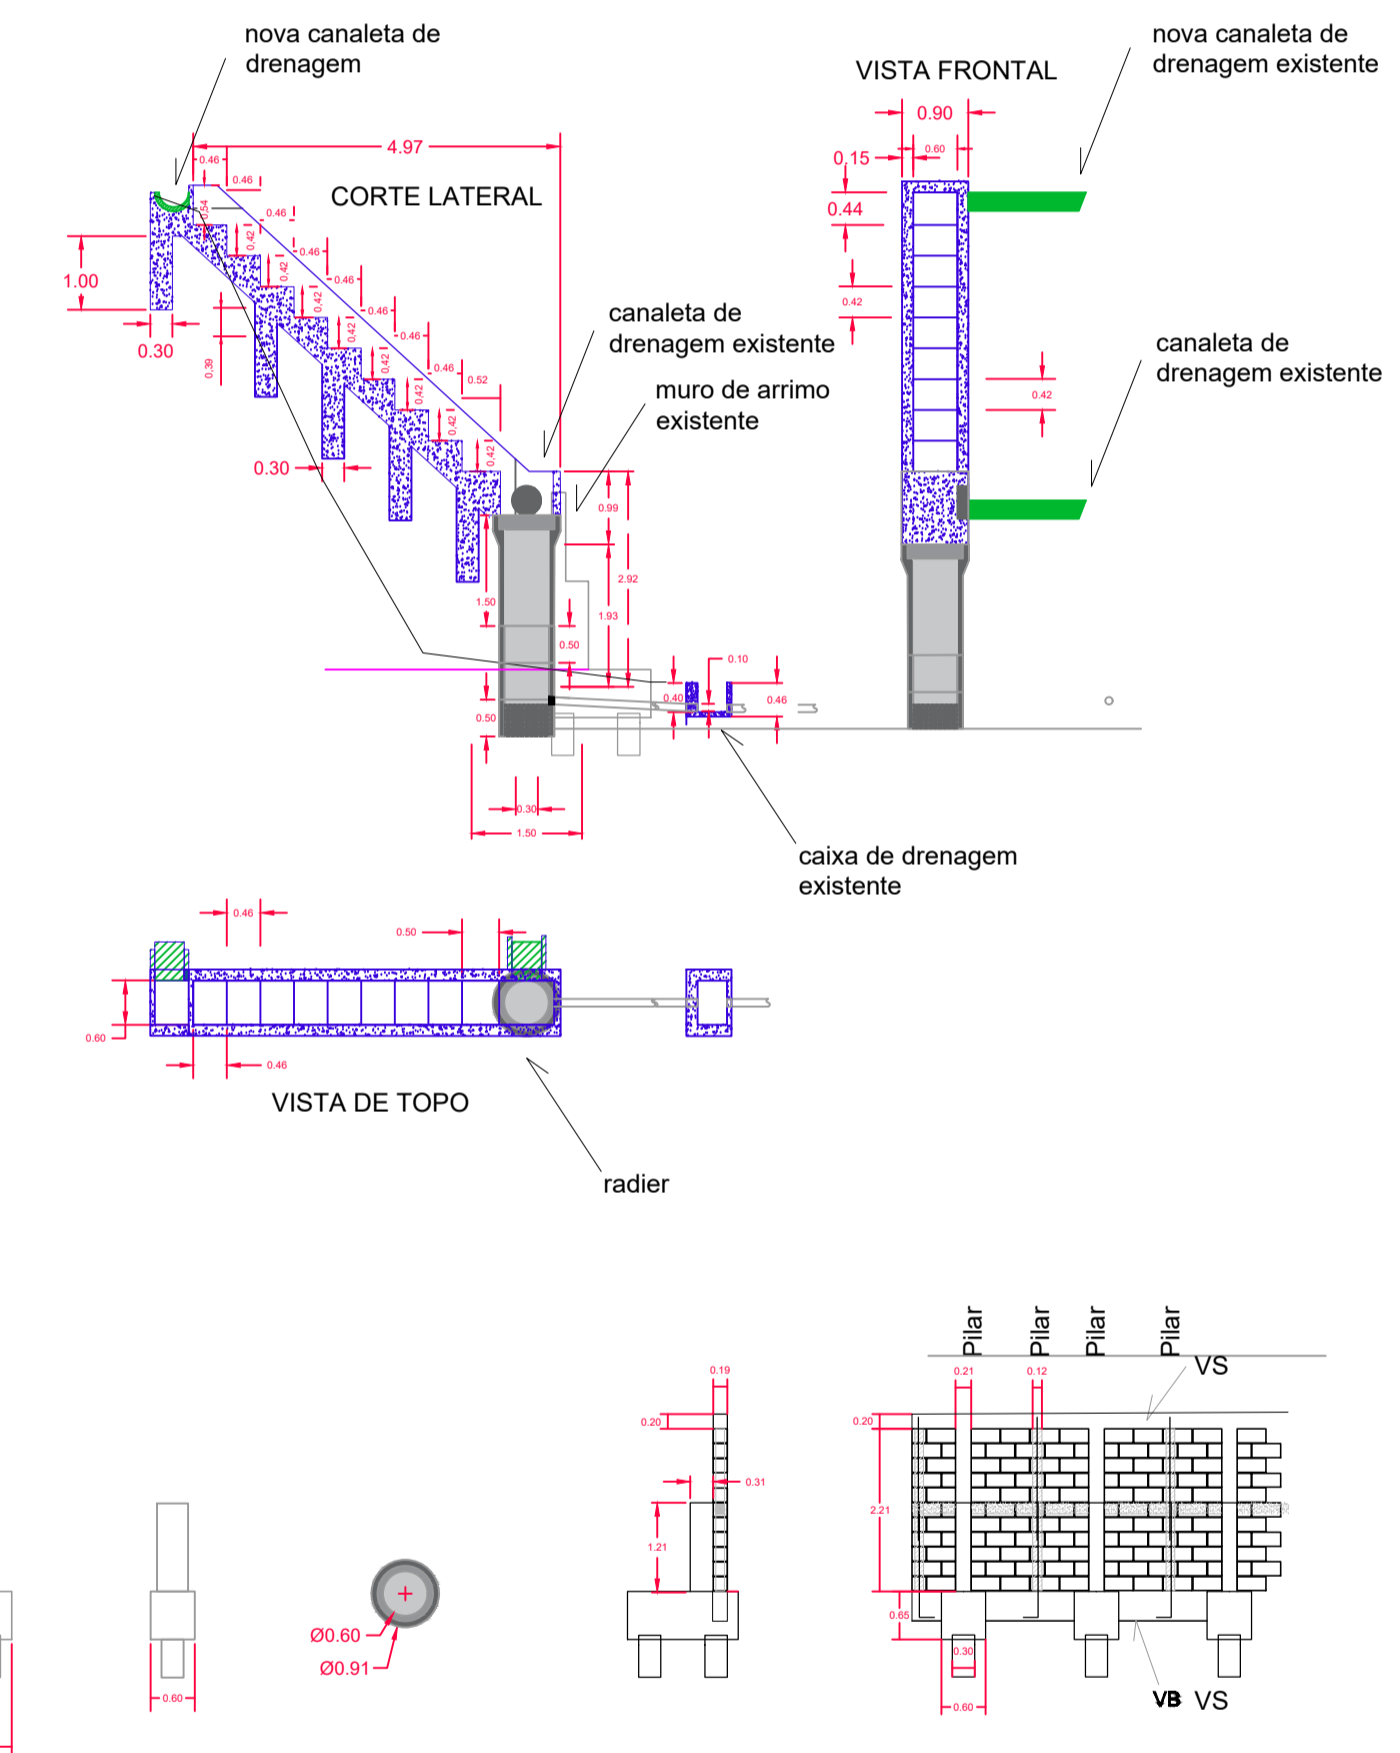 nova canaleta de
drenagem
VISTA FRONTAL
nova canaleta de
drenagem existente
0.90
0.60
0.15
0.44
0.42
0.42
canaleta de
drenagem existente
4.97
CORTE LATERAL
0.46
0.46
0.46
0.46
0.46
0.46
0.46
0.46
0.52
0.54
0.42
0.42
0.42
0.42
0.42
0.42
0.42
0.42
1.00
0.30
0.39
0.30
canaleta de
drenagem existente
muro de arrimo
existente
0.99
2.92
1.93
1.50
0.50
0.50
0.10
0.40
0.46
0.30
1.50
caixa de drenagem
existente
0.46
0.50
0.60
0.46
VISTA DE TOPO
radier
Pilar
Pilar
Pilar
Pilar
VS
0.19
0.20
0.31
1.21
0.21
0.12
0.20
2.21
0.65
0.30
0.60
VB VS
Ø0.60
Ø0.91
0.60